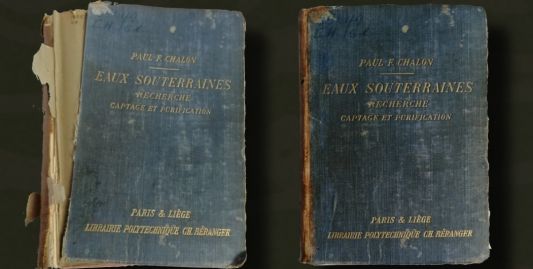 PAUL F. CHALON
EAUX SOUTERRAINES
RECHERCHE
CAPTAGE ET PURIFICATION
PARIS & LIÈGE
LIBRAIRIE POLYTECHNIQUE CH. BÉRANGER
PAUL F. CHALON
EAUX SOUTERRAINES
RECHERCHE
CAPTAGE ET PURIFICATION
PARIS & LIÈGE
LIBRAIRIE POLYTECHNIQUE CH. BÉRANGER